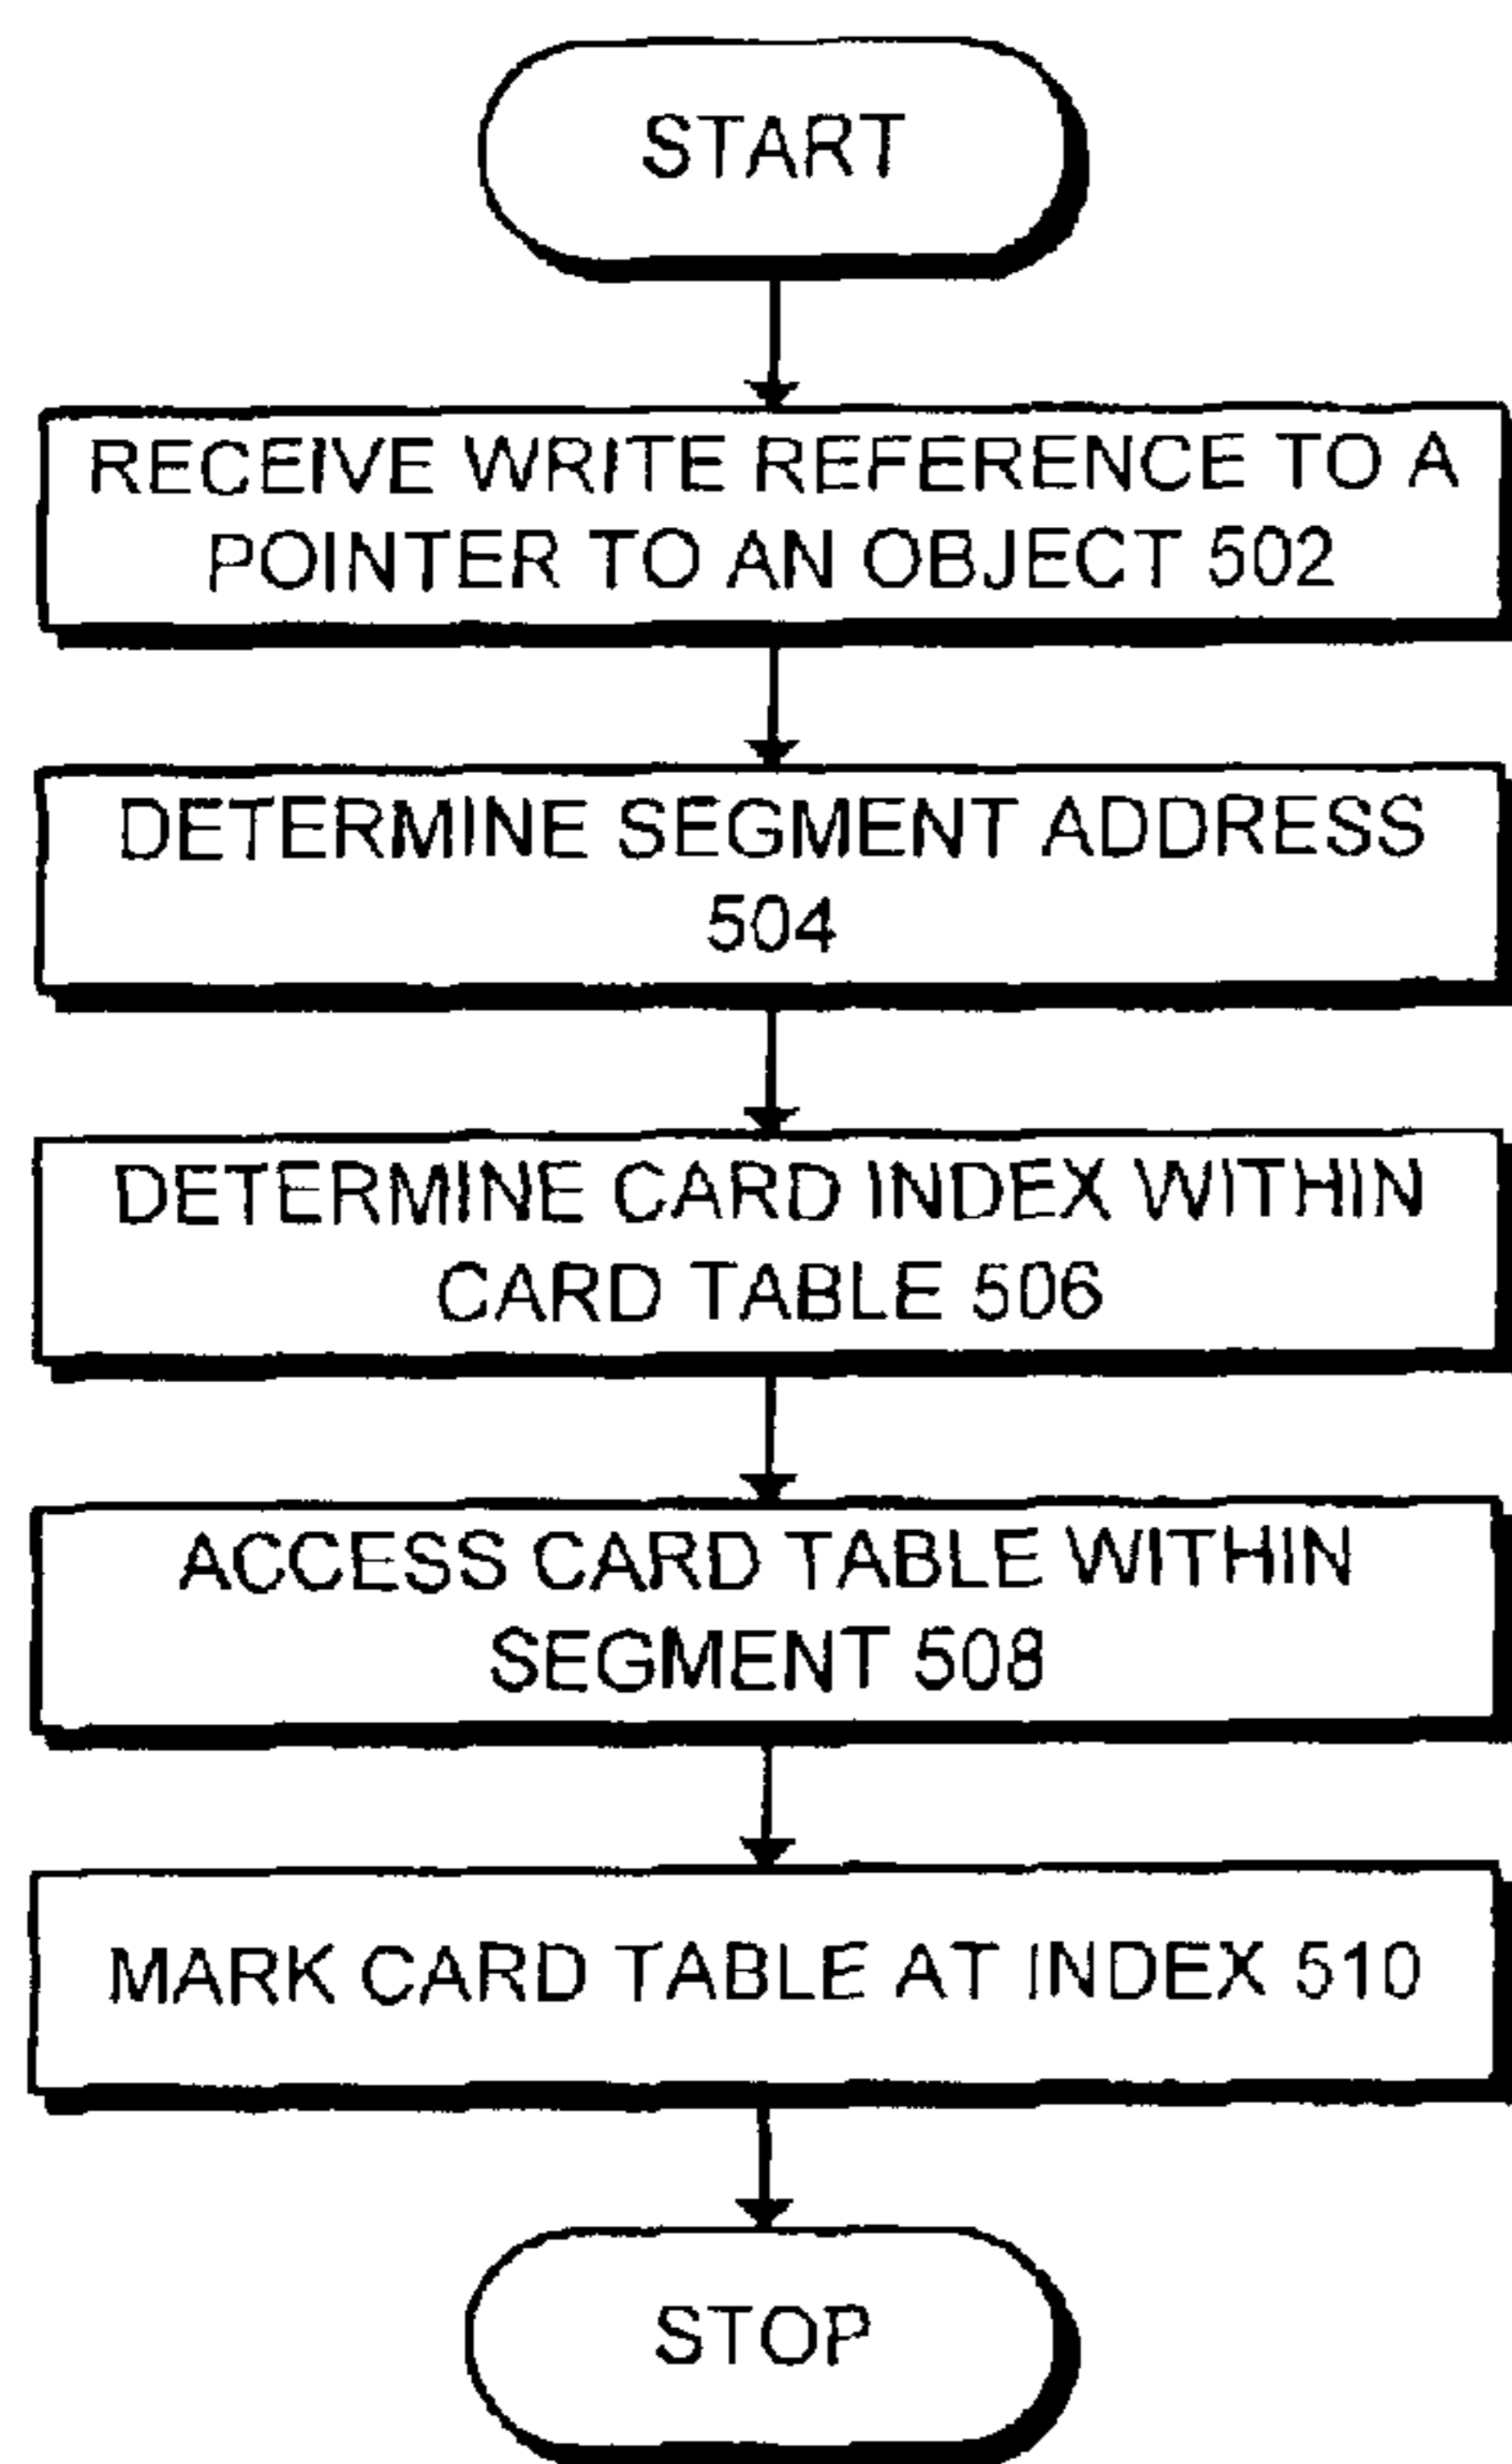 START
RECEIVE WRITE REFERENCE TO A
POINTER TO AN OBJECT 502
DETERMINE SEGMENT ADDRESS
504
DETERMINE CARD INDEX WITHIN
CARD TABLE 506
ACCESS CARD TABLE WITHIN
SEGMENT 508
MARK CARD TABLE AT INDEX 510
STOP